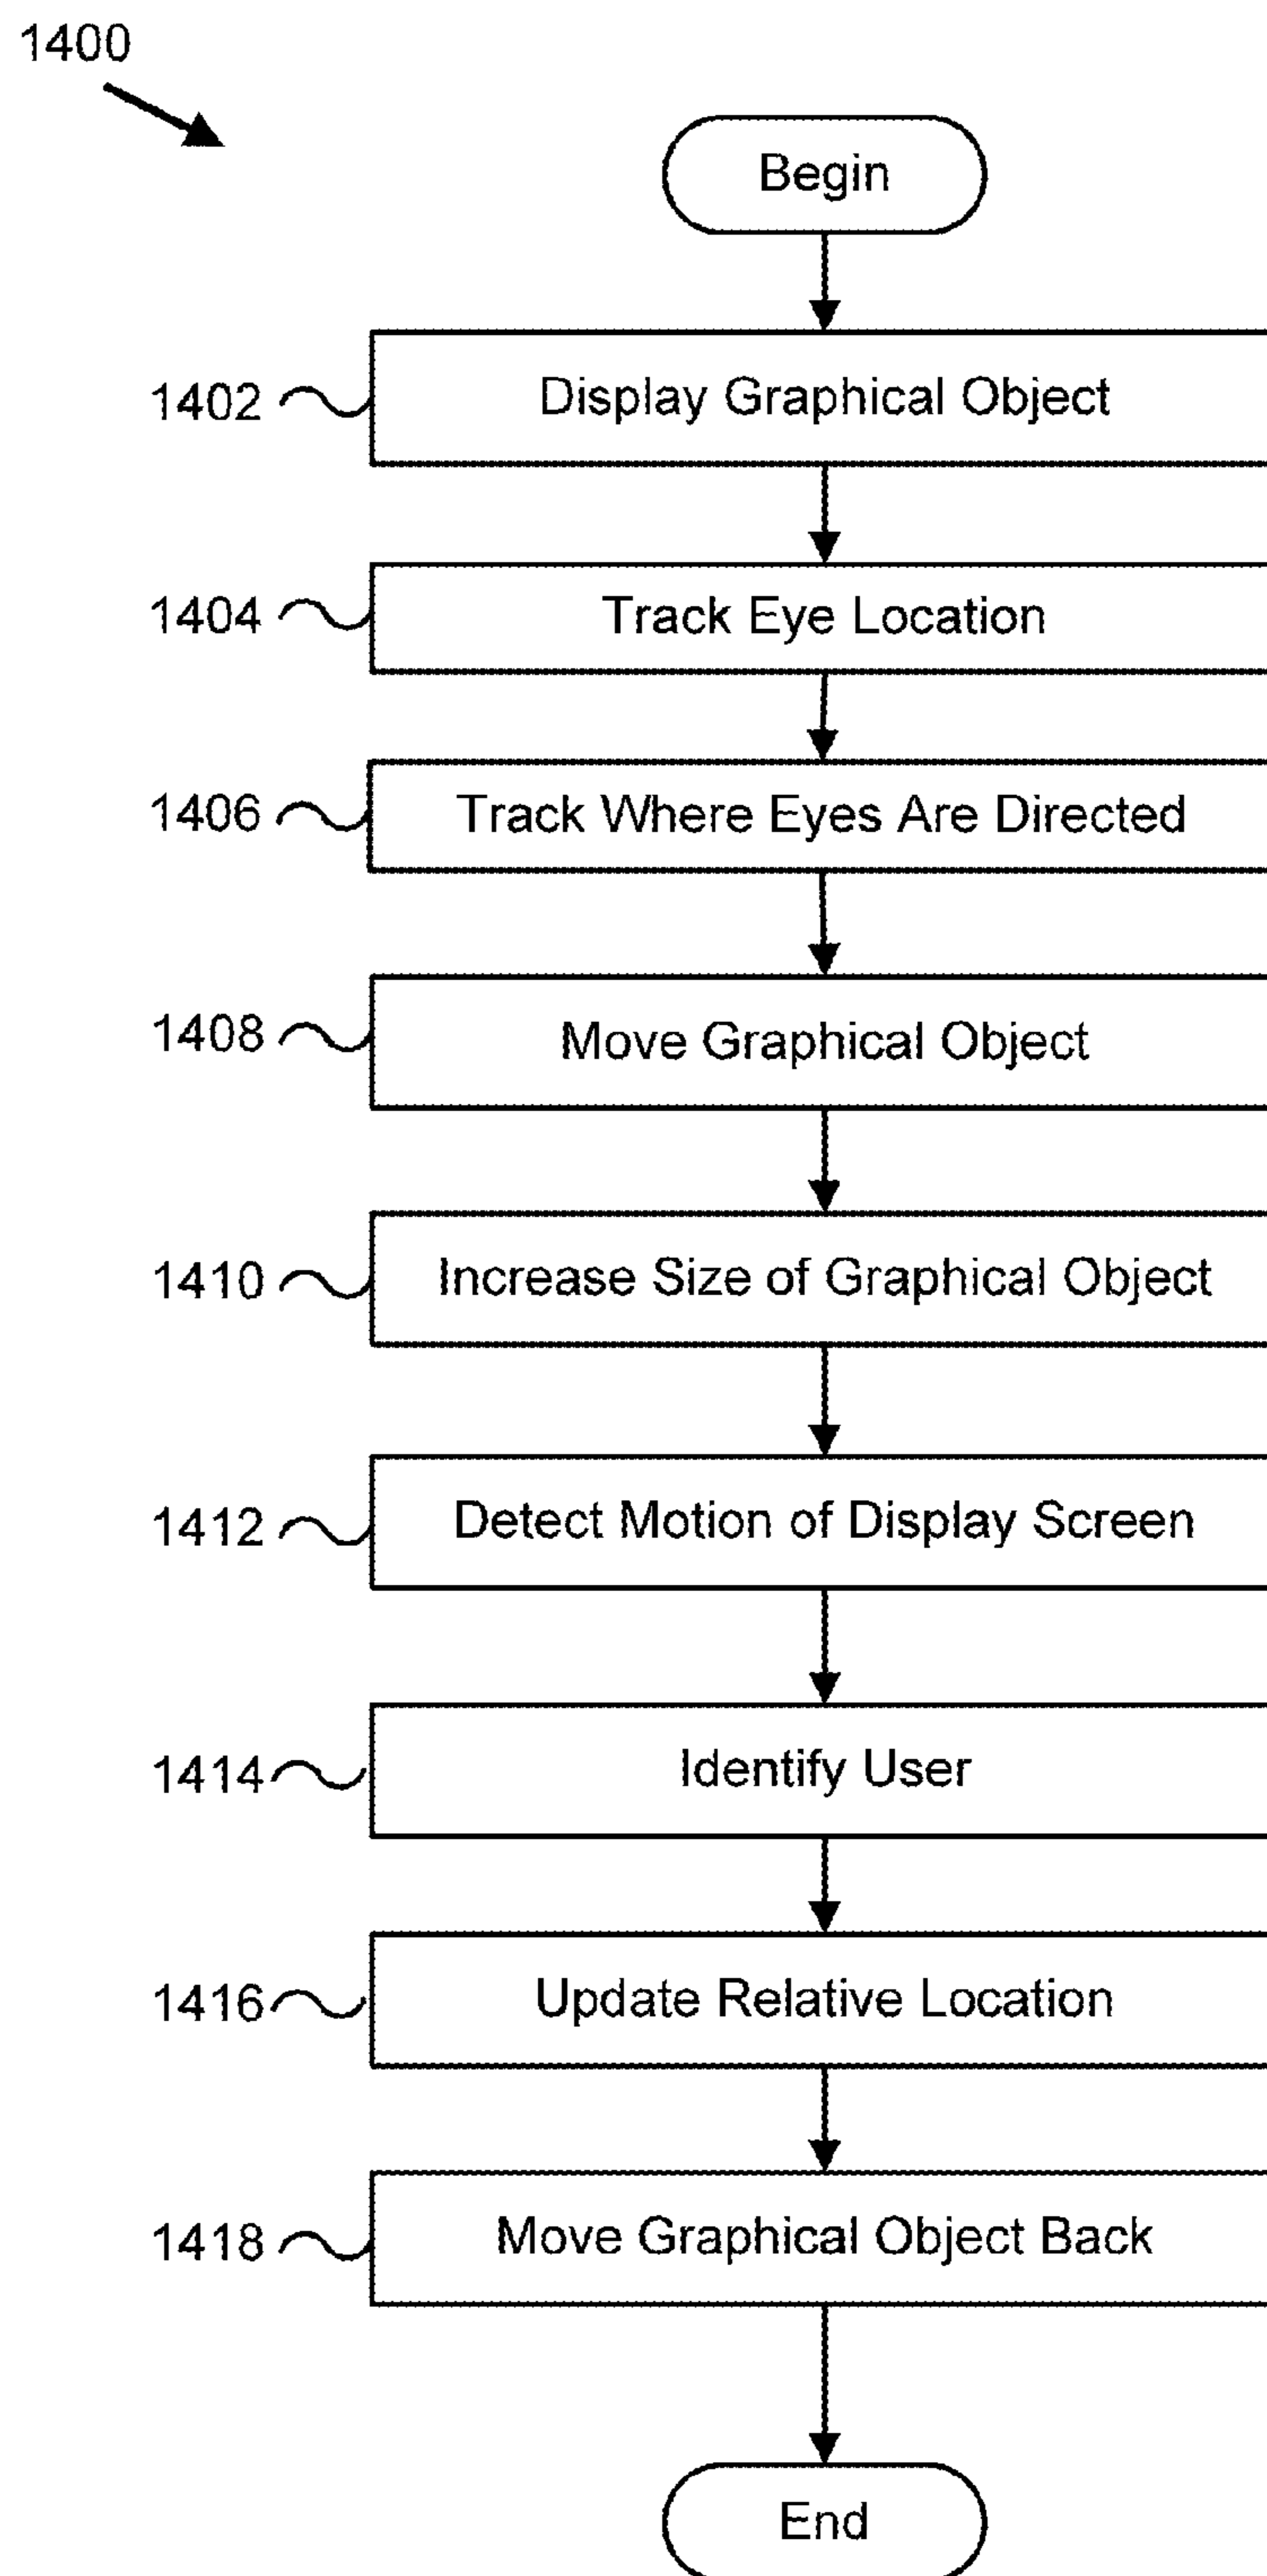 1400
Begin
1402 Display Graphical Object
1404 Track Eye Location
1406 Track Where Eyes Are Directed
1408 Move Graphical Object
1410 Increase Size of Graphical Object
1412 Detect Motion of Display Screen
1414 Identify User
1416 Update Relative Location
1418 Move Graphical Object Back
End